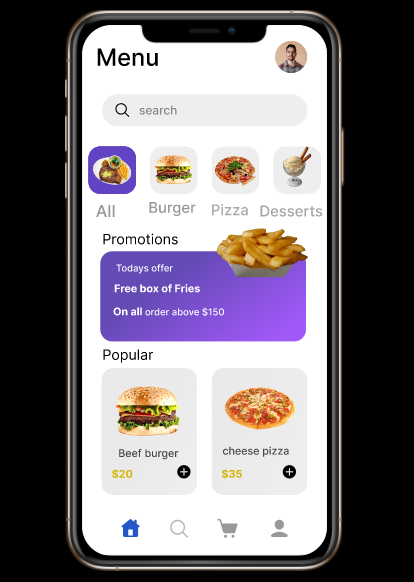 Menu
search
All
Burger
Pizza
Desserts
Promotions
Todays offer
Free box of Fries
On all order above $150
Popular
Beef burger
$20
cheese pizza
$35